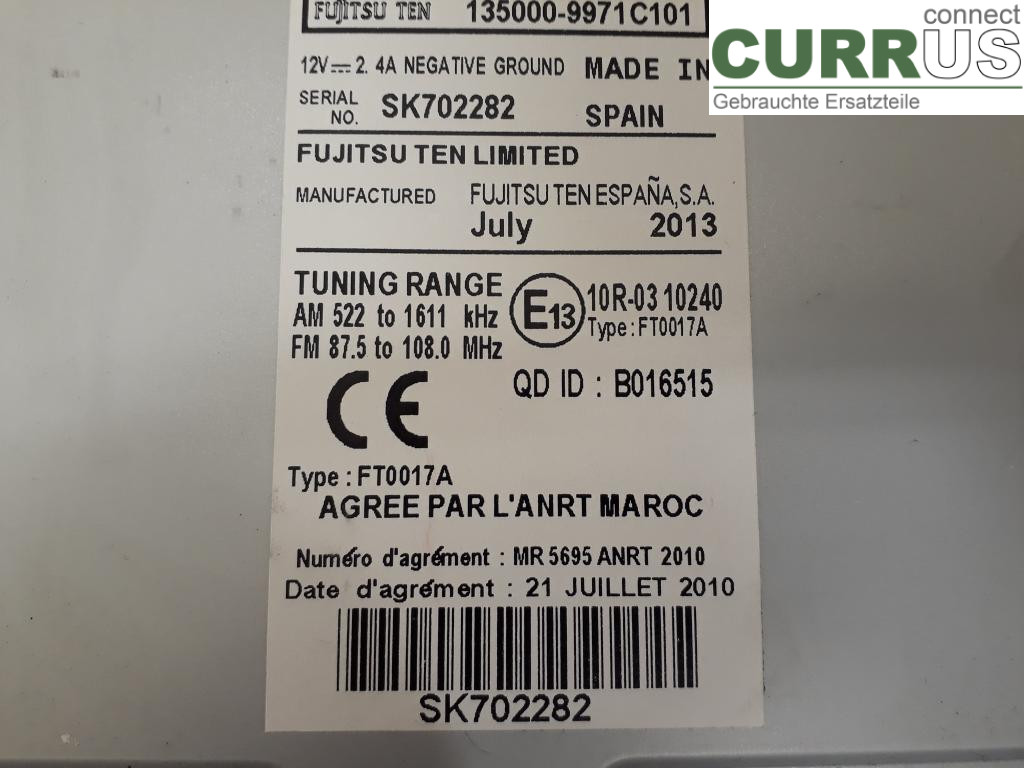 FUJITSU TEN 135000-9971C101
connect
CURRUS
Gebrauchte Ersatzteile
12V 2. 4A NEGATIVE GROUND MADE IN
SERIAL NO. SK702282 SPAIN
FUJITSU TEN LIMITED
MANUFACTURED FUJITSU TEN ESPAÑA,S.A.
July 2013
TUNING RANGE
AM 522 to 1611 kHz
FM 87.5 to 108.0 MHz
E13 10R-03 10240
Type : FT0017A
QD ID : B016515
CE
Type : FT0017A
AGREE PAR L'ANRT MAROC
Numéro d'agrément : MR 5695 ANRT 2010
Date d'agrément : 21 JUILLET 2010
SK702282